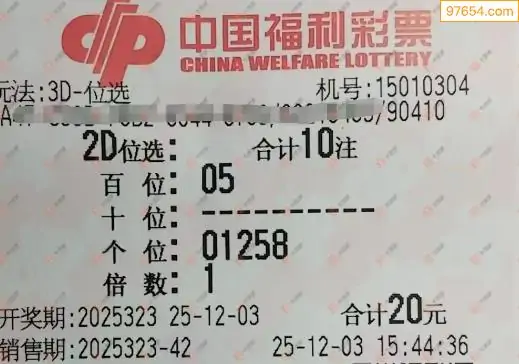 97654.com
中国福利彩票
CHINA WELFARE LOTTERY
玩法:3D-位选 机号:15010304
/90410
2D位选: 合计10注
百位: 05
十位: ---------------
个位: 01258
倍数: 1
开奖期:2025323 25-12-03 合计20元
销售期:2025323-42 25-12-03 15:44:36